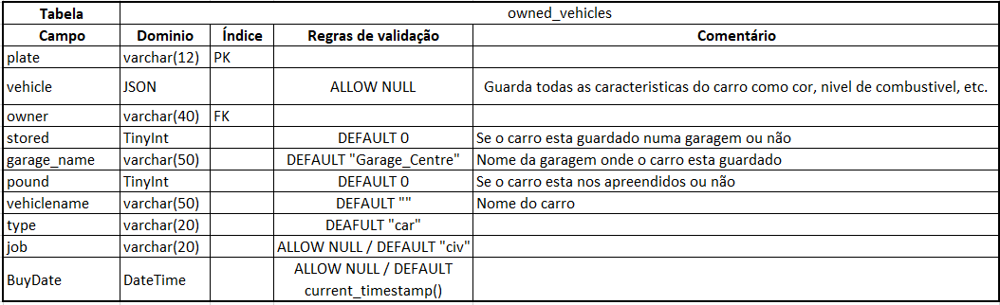 Tabela owned_vehicles
Campo Dominio Índice Regras de validação Comentário
plate varchar(12) PK
vehicle JSON ALLOW NULL Guarda todas as caracteristicas do carro como cor, nivel de combustivel, etc.
owner varchar(40) FK
stored TinyInt DEFAULT 0 Se o carro esta guardado numa garagem ou não
garage_name varchar(50) DEFAULT "Garage_Centre" Nome da garagem onde o carro esta guardado
pound TinyInt DEFAULT 0 Se o carro esta nos apreendidos ou não
vehiclename varchar(50) DEFAULT "" Nome do carro
type varchar(20) DEAFULT "car"
job varchar(20) ALLOW NULL / DEFAULT "civ"
BuyDate DateTime ALLOW NULL / DEFAULT
current_timestamp()